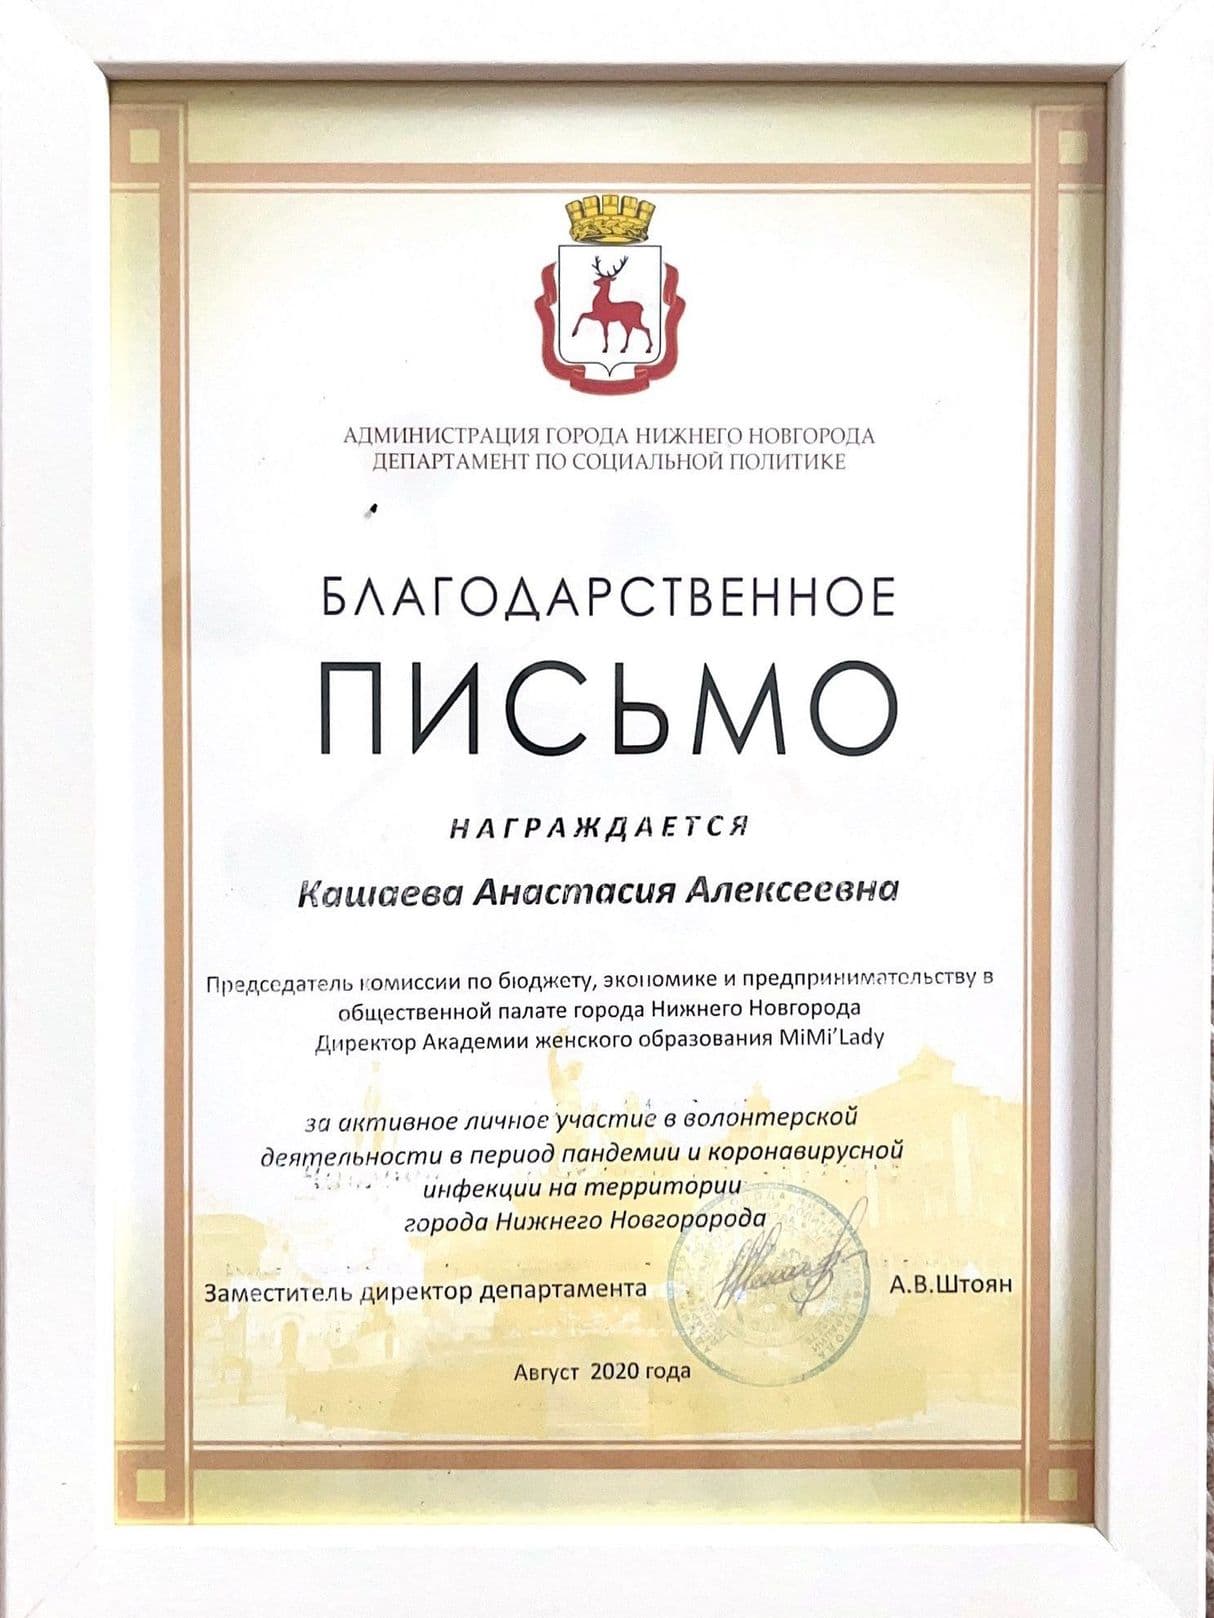 АДМИНИСТРАЦИЯ ГОРОДА НИЖНЕГО НОВГОРОДА
ДЕПАРТАМЕНТ ПО СОЦИАЛЬНОЙ ПОЛИТИКЕ
БЛАГОДАРСТВЕННОЕ
ПИСЬМО
НАГРАЖДАЕТСЯ
Кашаева Анастасия Алексеевна
Председатель комиссии по бюджету, экономике и предпринимательству в
общественной палате города Нижнего Новгорода
Директор Академии женского образования MiMi'Lady
за активное личное участие в волонтерской
деятельности в период пандемии и коронавирусной
инфекции на территории
города Нижнего Новгоророда
Заместитель директор департамента
А.В.Штоян
Август 2020 года